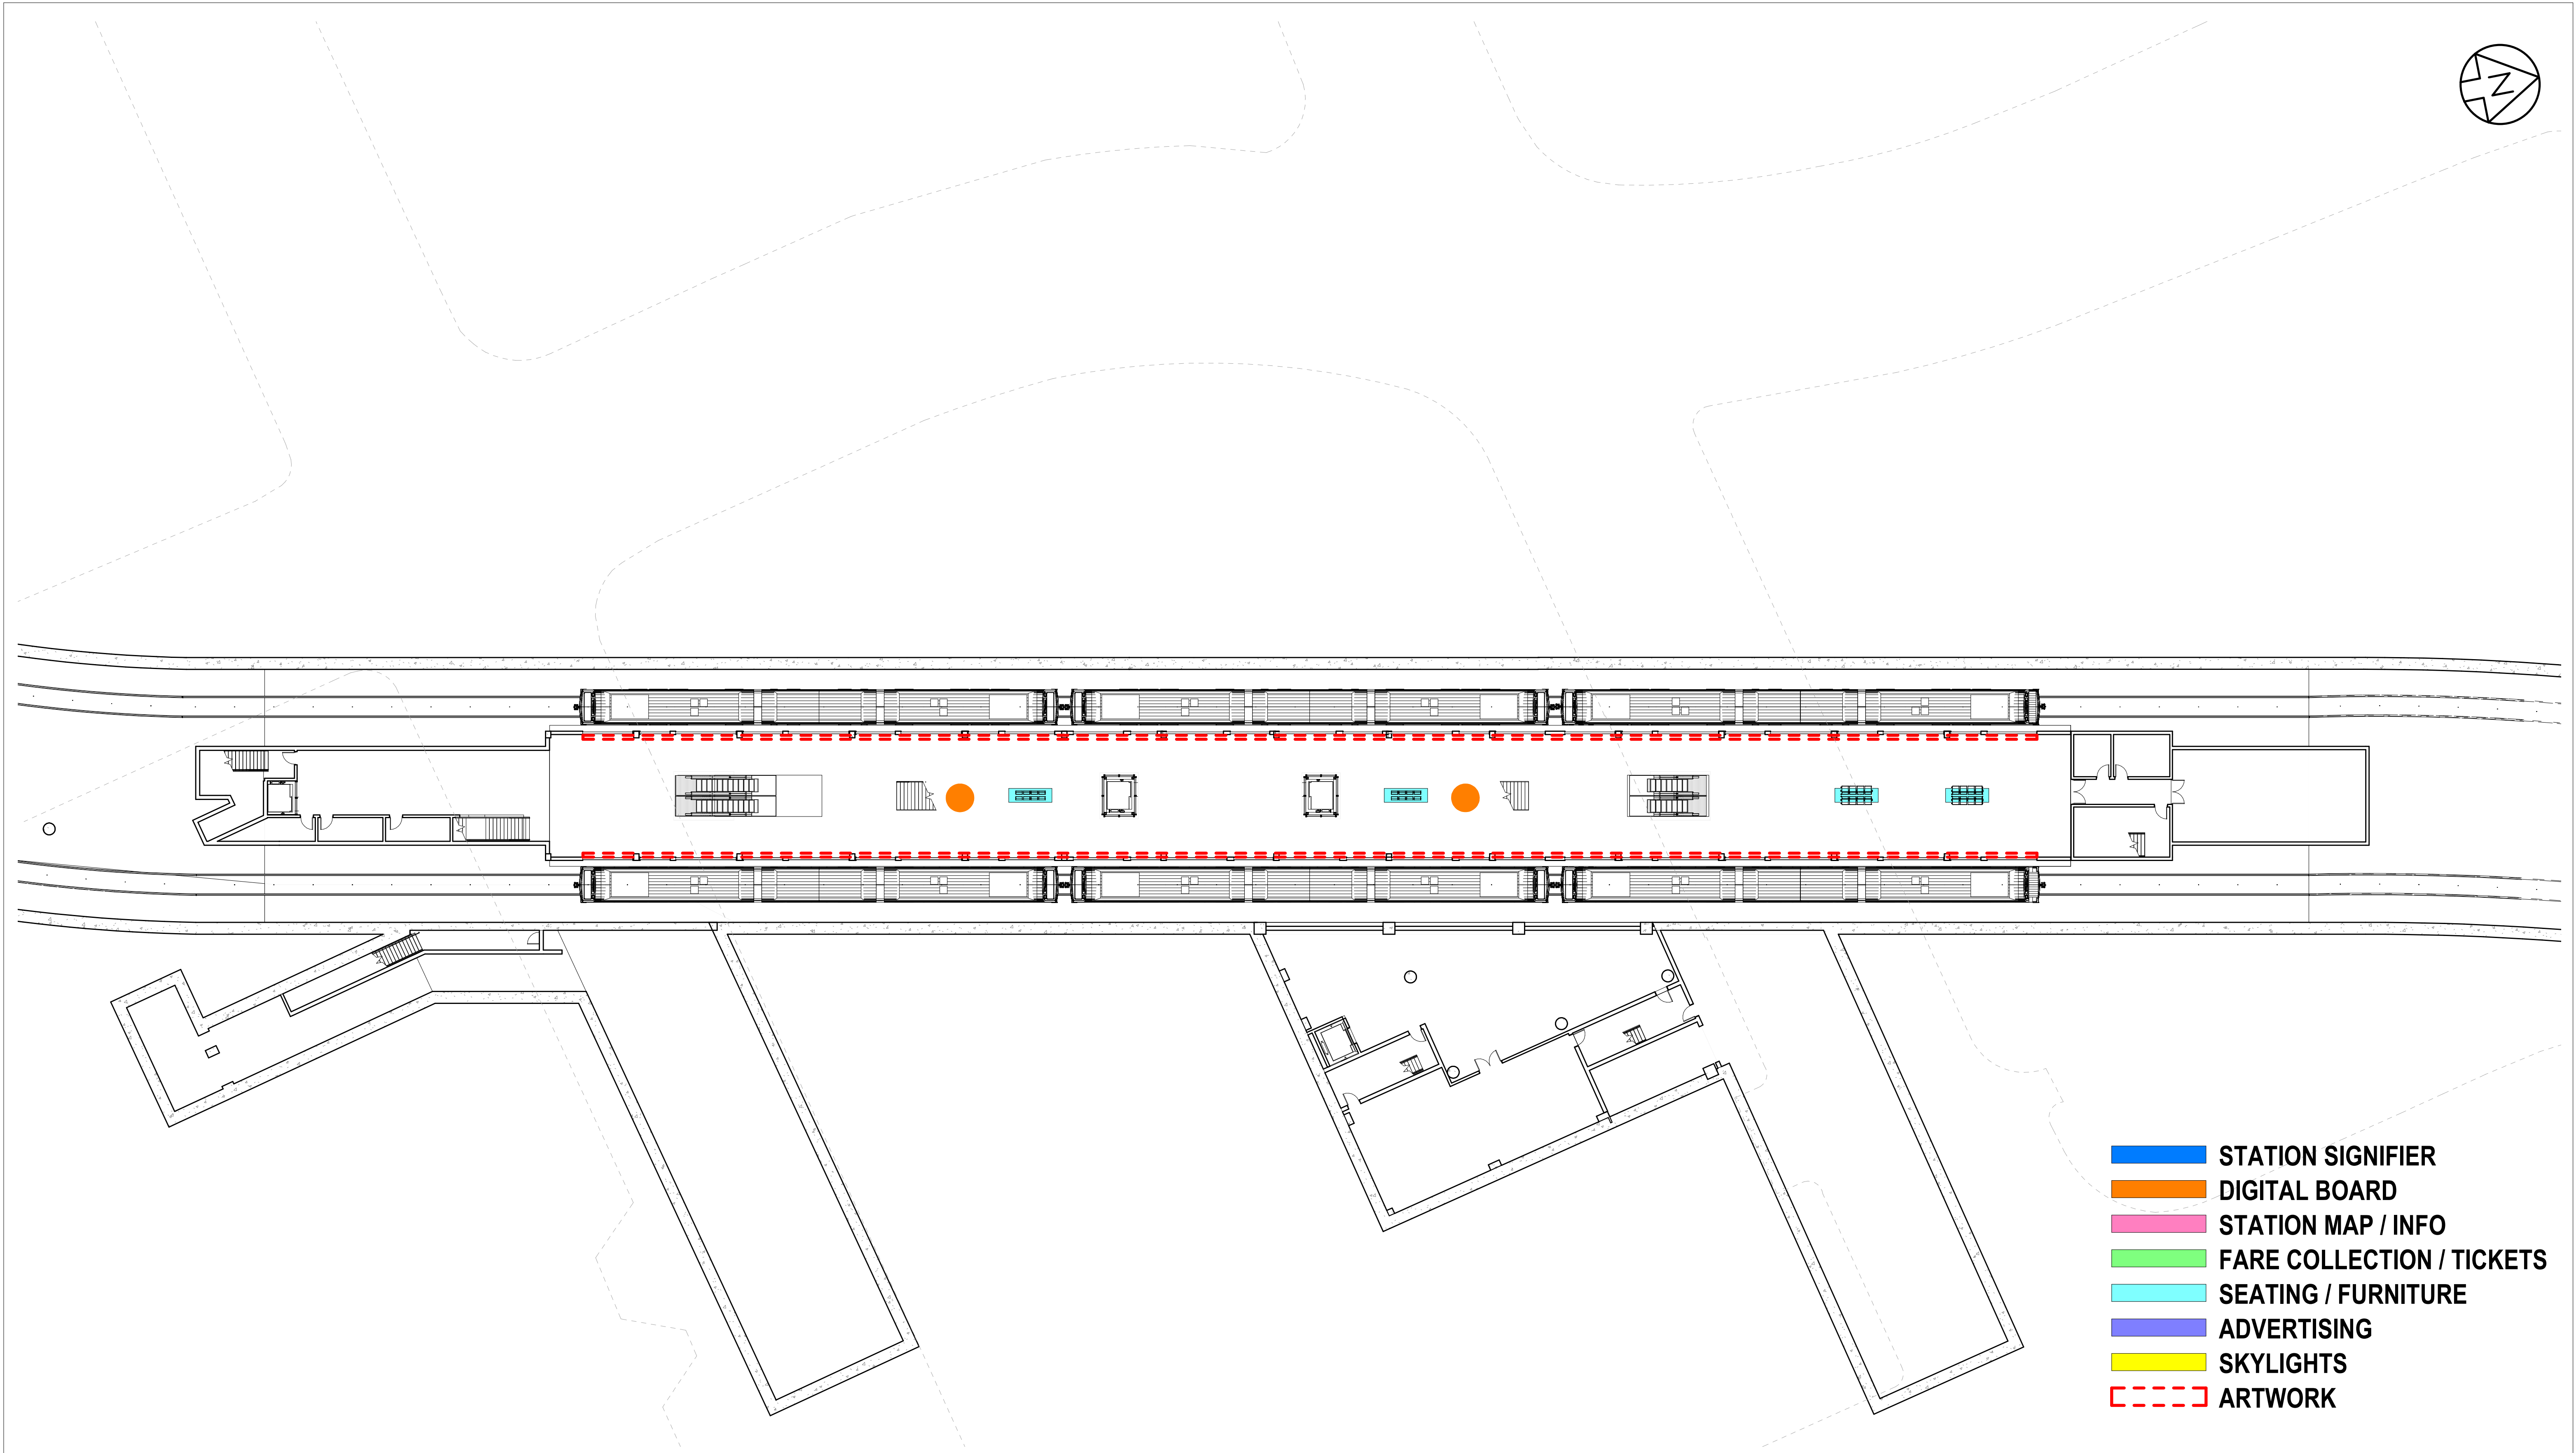 N
STATION SIGNIFIER
DIGITAL BOARD
STATION MAP / INFO
FARE COLLECTION / TICKETS
SEATING / FURNITURE
ADVERTISING
SKYLIGHTS
ARTWORK